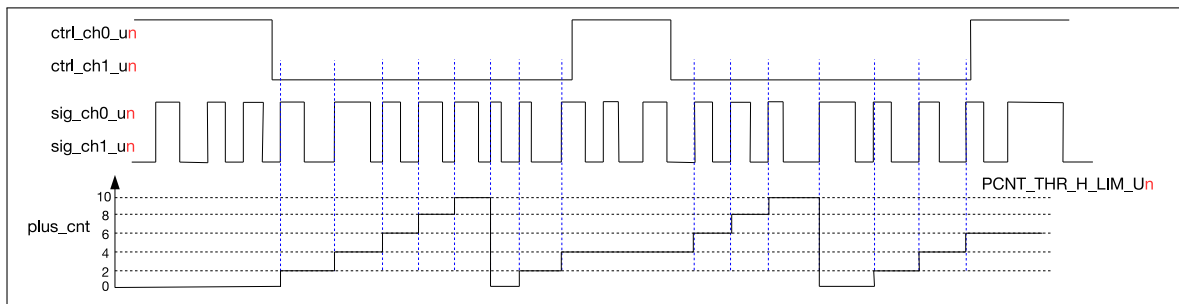 ctrl_ch0_un
ctrl_ch1_un
sig_ch0_un
sig_ch1_un
PCNT_THR_H_LIM_Un
10
8
plus_cnt
6
4
2
0